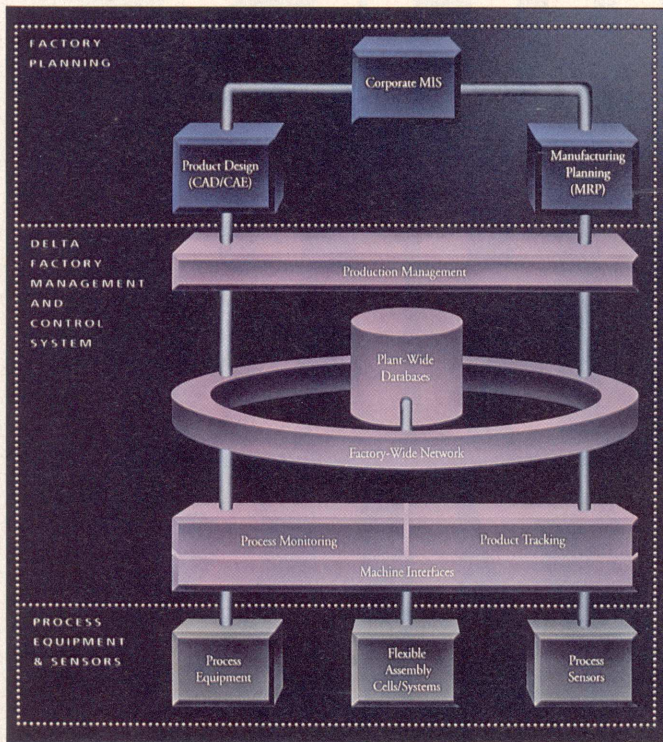 FACTORY
PLANNING
Corporate MIS
Product Design
(CAD/CAE)
Manufacturing
Planning
(MRP)
DELTA
FACTORY
MANAGEMENT
AND
CONTROL
SYSTEM
Production Management
Plant-Wide
Databases
Factory-Wide Network
Process Monitoring
Product Tracking
Machine Interfaces
PROCESS
EQUIPMENT
& SENSORS
Process
Equipment
Flexible
Assembly
Cells/Systems
Process
Sensors